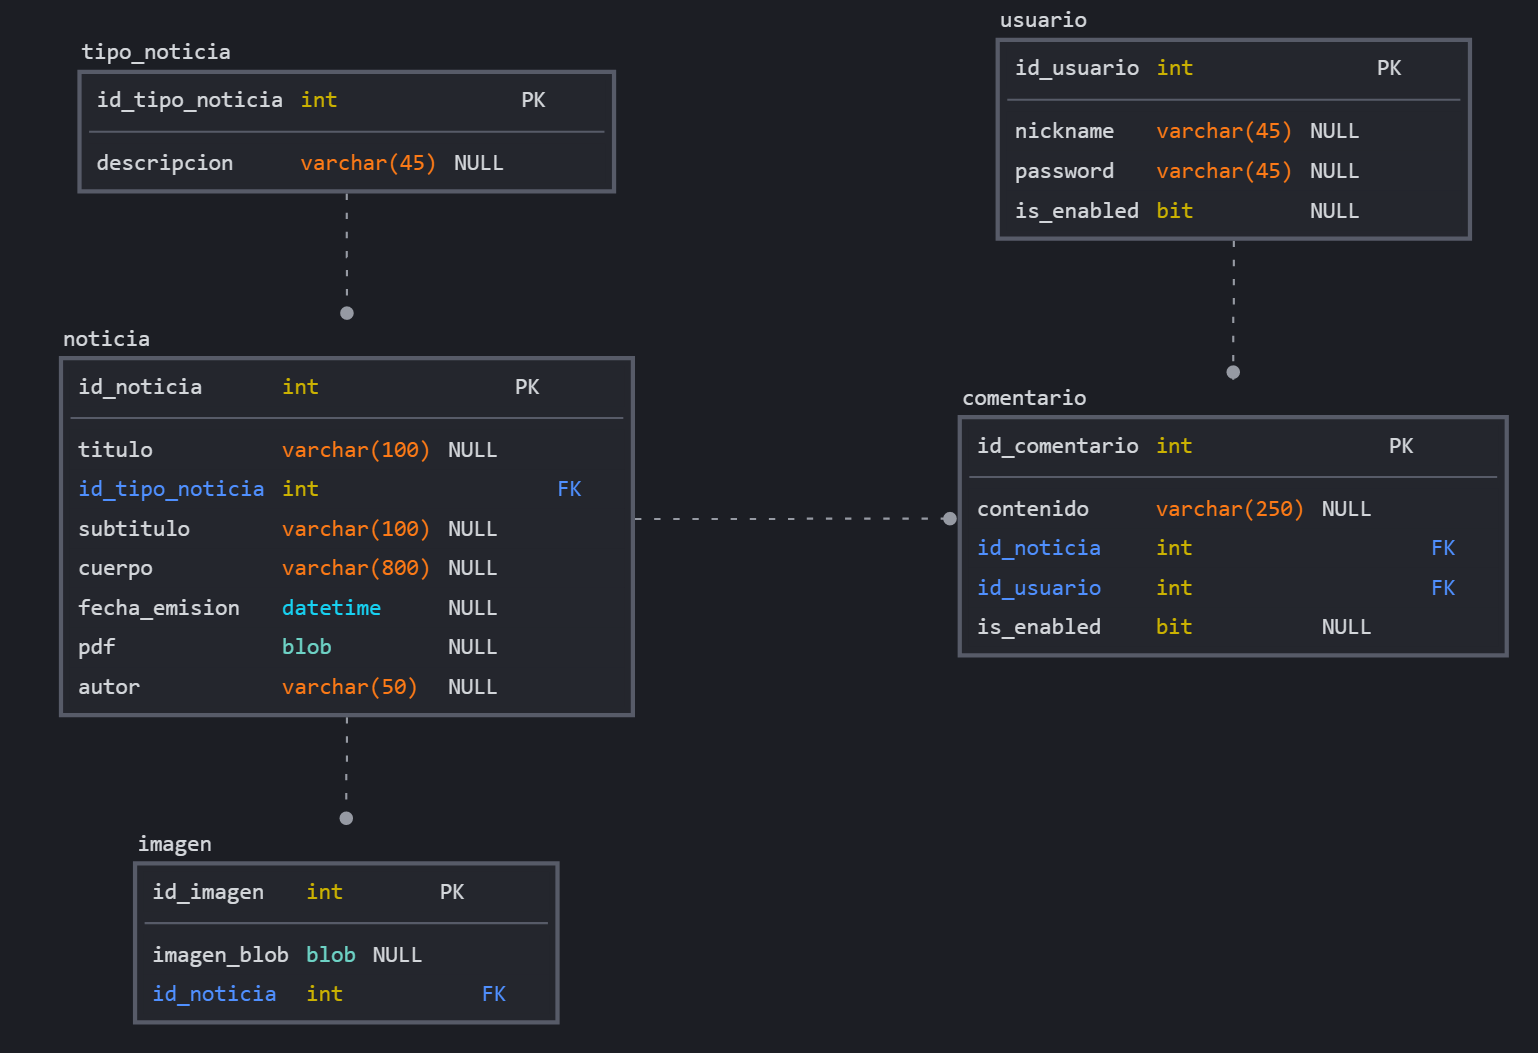 tipo_noticia
id_tipo_noticia int PK
descripcion varchar(45) NULL
usuario
id_usuario int PK
nickname varchar(45) NULL
password varchar(45) NULL
is_enabled bit NULL
noticia
id_noticia int PK
titulo varchar(100) NULL
id_tipo_noticia int FK
subtitulo varchar(100) NULL
cuerpo varchar(800) NULL
fecha_emision datetime NULL
pdf blob NULL
autor varchar(50) NULL
comentario
id_comentario int PK
contenido varchar(250) NULL
id_noticia int FK
id_usuario int FK
is_enabled bit NULL
imagen
id_imagen int PK
imagen_blob blob NULL
id_noticia int FK